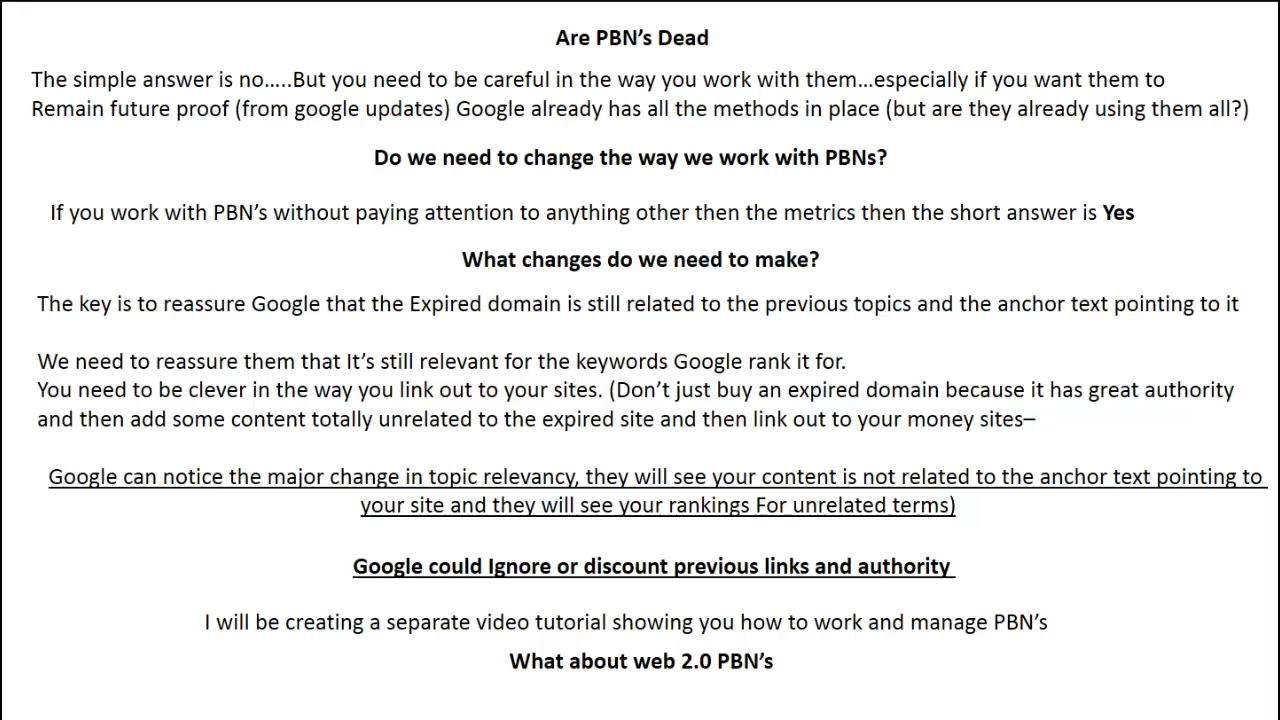 Are PBN’s Dead
The simple answer is no.....But you need to be careful in the way you work with them...especially if you want them to
Remain future proof (from google updates) Google already has all the methods in place (but are they already using them all?)
Do we need to change the way we work with PBNs?
If you work with PBN’s without paying attention to anything other then the metrics then the short answer is Yes
What changes do we need to make?
The key is to reassure Google that the Expired domain is still related to the previous topics and the anchor text pointing to it
We need to reassure them that It’s still relevant for the keywords Google rank it for.
You need to be clever in the way you link out to your sites. (Don’t just buy an expired domain because it has great authority
and then add some content totally unrelated to the expired site and then link out to your money sites–
Google can notice the major change in topic relevancy, they will see your content is not related to the anchor text pointing to
your site and they will see your rankings For unrelated terms)
Google could Ignore or discount previous links and authority
I will be creating a separate video tutorial showing you how to work and manage PBN’s
What about web 2.0 PBN’s